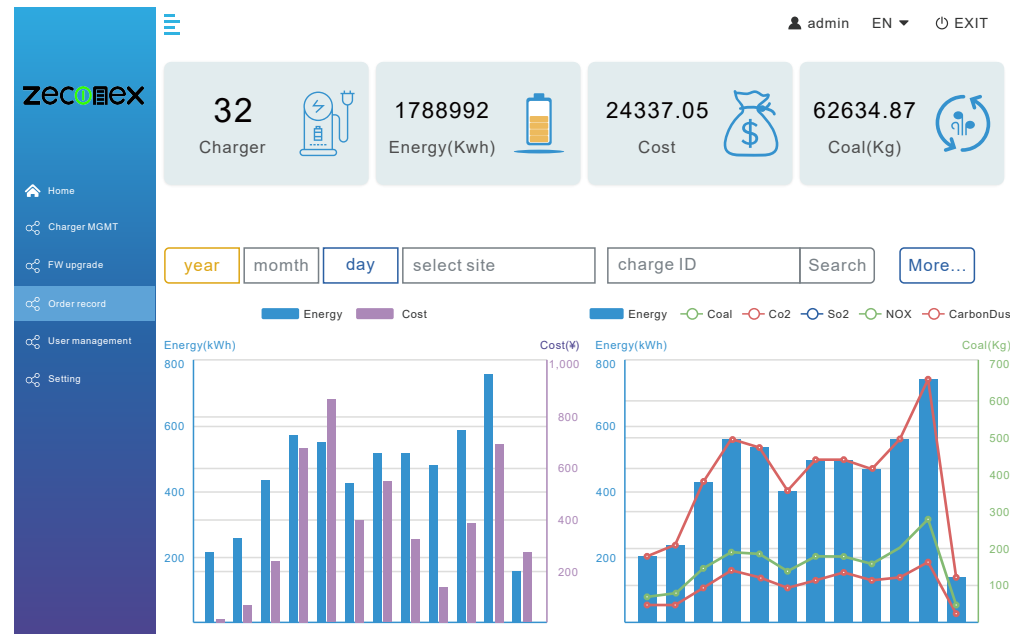 admin EN EXIT
zeconex
Home
Charger MGMT
FW upgrade
Order record
User management
Setting
32
Charger
1788992
Energy(Kwh)
24337.05
Cost
$
62634.87
Coal(Kg)
year momth day select site charge ID Search More...
Energy Cost
Energy(kWh) Cost(¥)
800 1,000
800
600
600
400
400
200
200
Energy Coal Co2 So2 NOX CarbonDus
Energy(kWh) Coal(Kg)
800 700
600
600
500
400
400
300
200
200
100